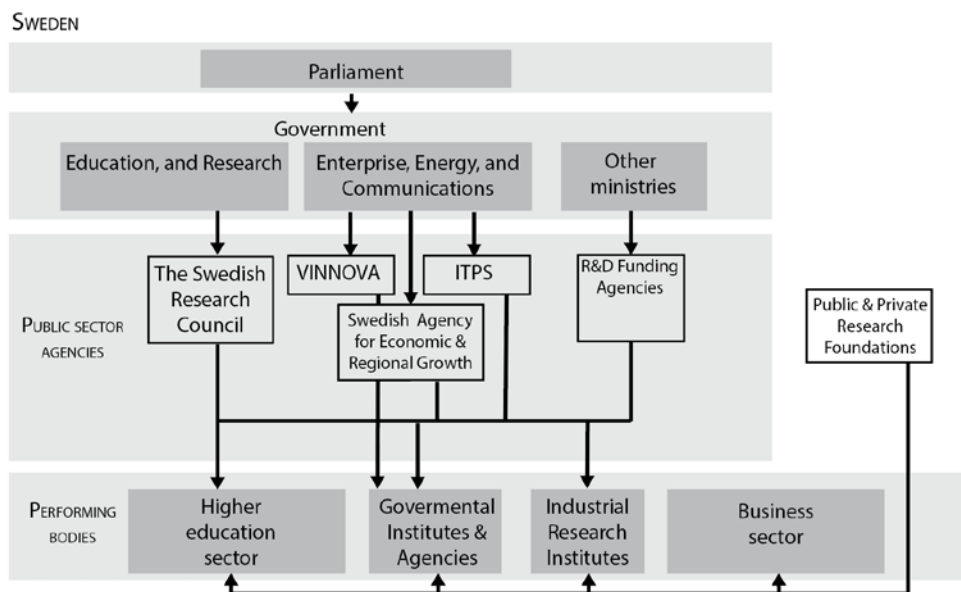 SWEDEN
Parliament
Government
Education, and Research
Enterprise, Energy, and
Communications
Other
ministries
PUBLIC SECTOR
AGENCIES
The Swedish
Research
Council
VINNOVA
ITPS
Swedish Agency
for Economic &
Regional Growth
R&D Funding
Agencies
Public & Private
Research
Foundations
PERFORMING
BODIES
Higher
education
sector
Govermental
Institutes &
Agencies
Industrial
Research
Institutes
Business
sector